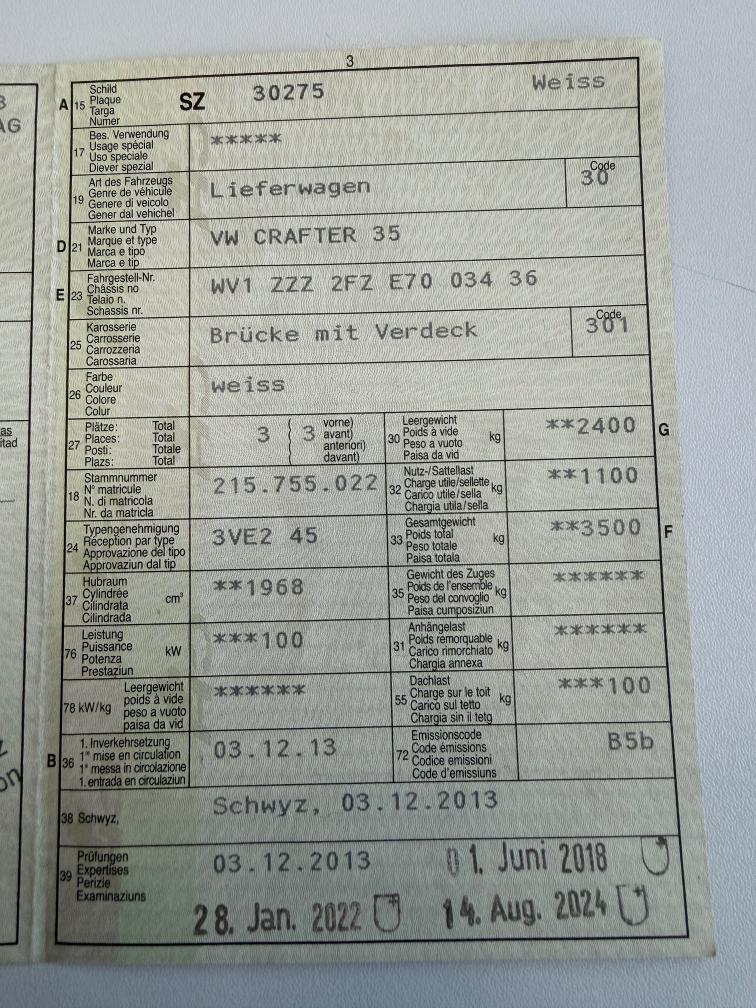 3
A 15 Schild
Plaque
Targa
Numer
SZ 30275 Weiss
17 Bes. Verwendung
Usage spécial
Uso speciale
Diever spezial
*****
19 Art des Fahrzeugs
Genre de véhicule
Genere di veicolo
Gener dal vehichel
Lieferwagen
Code
30
D 21 Marke und Typ
Marque et type
Marca e tipo
Marca e tip
VW CRAFTER 35
E 23 Fahrgestell-Nr.
Châssis no
Telaio n.
Schassis nr.
WV1 ZZZ 2FZ E70 034 36
25 Karosserie
Carrosserie
Carrozzeria
Carossaria
Brücke mit Verdeck
Code
301
26 Farbe
Couleur
Colore
Colur
weiss
27 Plätze: Total
Places: Total
Posti: Totale
Plazs: Total
3 ( 3 vorne)
avant)
anteriori)
davant)
30 Leergewicht
Poids à vide
Peso a vuoto
Paisa da vid
kg
**2400
G
18 Stammnummer
N° matricule
N. di matricola
Nr. da matricla
215.755.022
32 Nutz-/Sattellast
Charge utile/sellette
Carico utile/sella
Chargia utila/sella
kg
**1100
24 Typengenehmigung
Réception par type
Approvazione del tipo
Approvaziun dal tip
3VE2 45
33 Gesamtgewicht
Poids total
Peso totale
Paisa totala
kg
**3500
F
37 Hubraum
Cylindrée
Cilindrata
Cilindrada
cm³
**1968
35 Gewicht des Zuges
Poids de l'ensemble
Peso del convoglio
Paisa cumposiziun
kg
******
76 Leistung
Puissance
Potenza
Prestaziun
kW
***100
31 Anhängelast
Poids remorquable
Carico rimorchiato
Chargia annexa
kg
******
78 kW/kg Leergewicht
poids à vide
peso a vuoto
paisa da vid
******
55 Dachlast
Charge sur le toit
Carico sul tetto
Chargia sin il tetg
kg
***100
B 36 1. Inverkehrsetzung
1re mise en circulation
1a messa in circolazione
1. entrada en circulaziun
03.12.13
72 Emissionscode
Code émissions
Codice emissioni
Code d'emissiuns
B5b
38 Schwyz,
Schwyz, 03.12.2013
39 Prüfungen
Expertises
Perizie
Examinaziuns
03.12.2013 01. Juni 2018
28. Jan. 2022 14. Aug. 2024
AG
as
itad
on